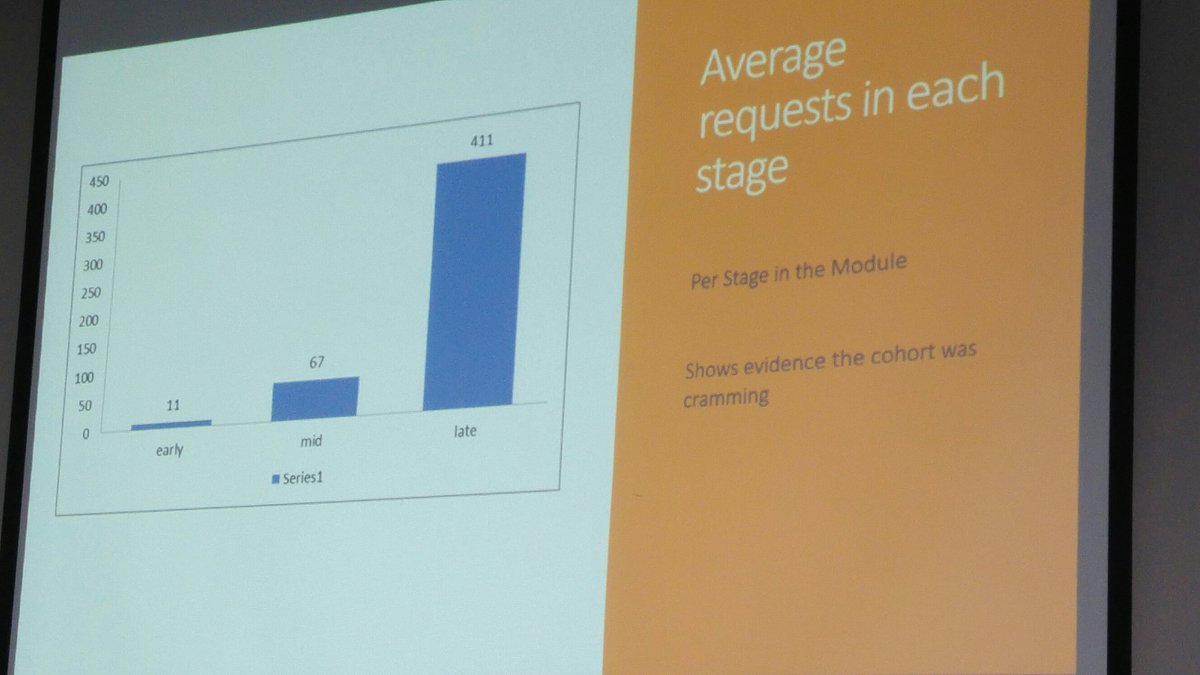 Average
requests in each
stage
Per Stage in the Module
Shows evidence the cohort was
cramming
450
400
350
300
250
200
150
100
50
0
11
67
411
early
mid
late
Series1